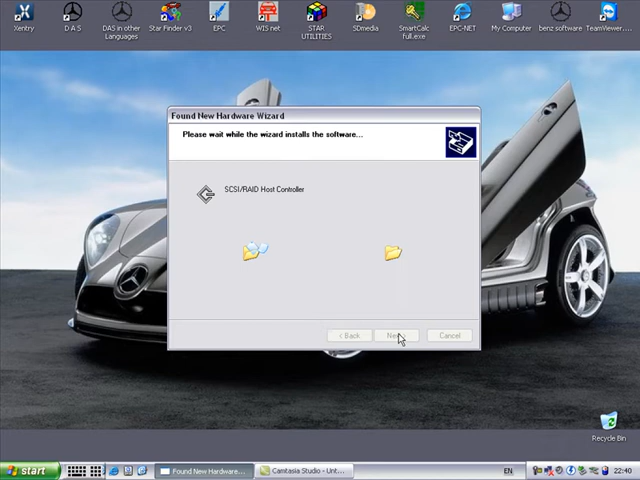 Xentry
D A S
DAS in other
Languages
Star Finder v3
EPC
WIS net
STAR
UTILITIES
SDmedia
SmartCalc
full.exe
EPC-NET
My Computer
benz software
TeamViewer....
Found New Hardware Wizard
Please wait while the wizard installs the software...
SCSI/RAID Host Controller
< Back
Cancel
Recycle Bin
start
Found New Hardware...
Camtasia Studio - Unt...
EN
22:40